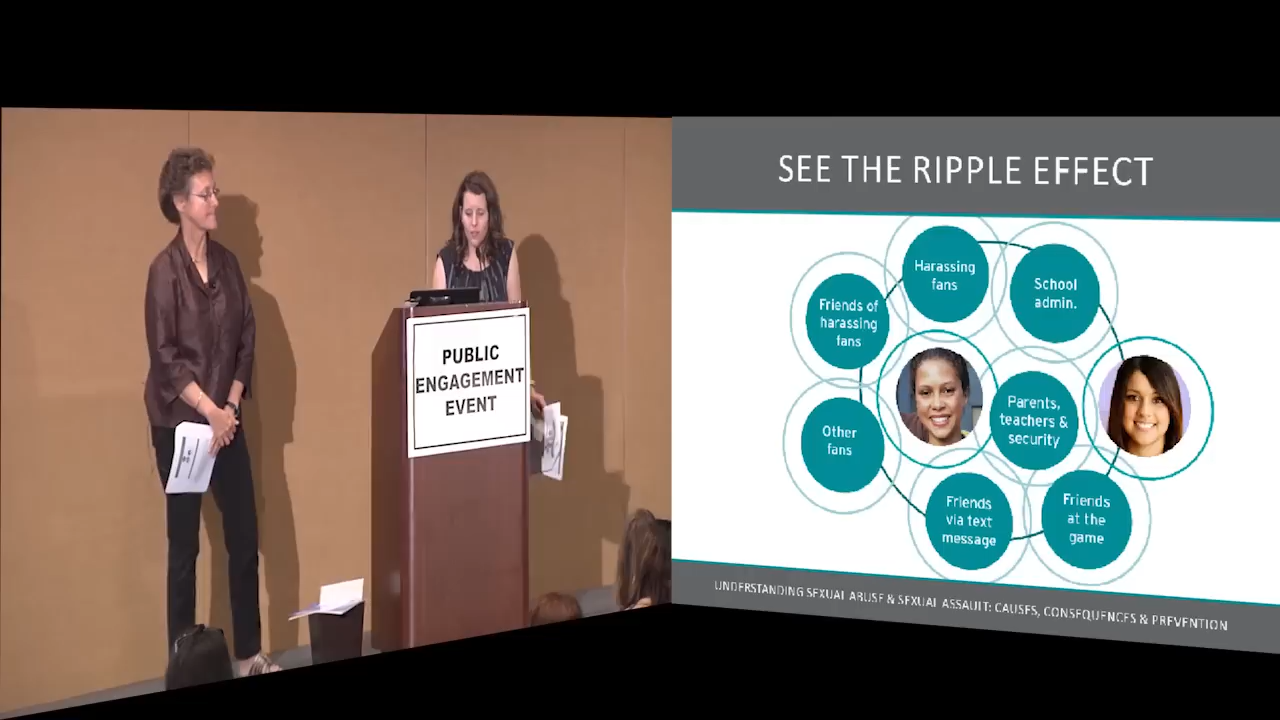 PUBLIC
ENGAGEMENT
EVENT
SEE THE RIPPLE EFFECT
Harassing
fans
School
admin.
Friends of
harassing
fans
Parents,
teachers &
security
Other
fans
Friends
via text
message
Friends
at the
game
UNDERSTANDING SEXUAL ABUSE & SEXUAL ASSAULT: CAUSES, CONSEQUENCES & PREVENTION